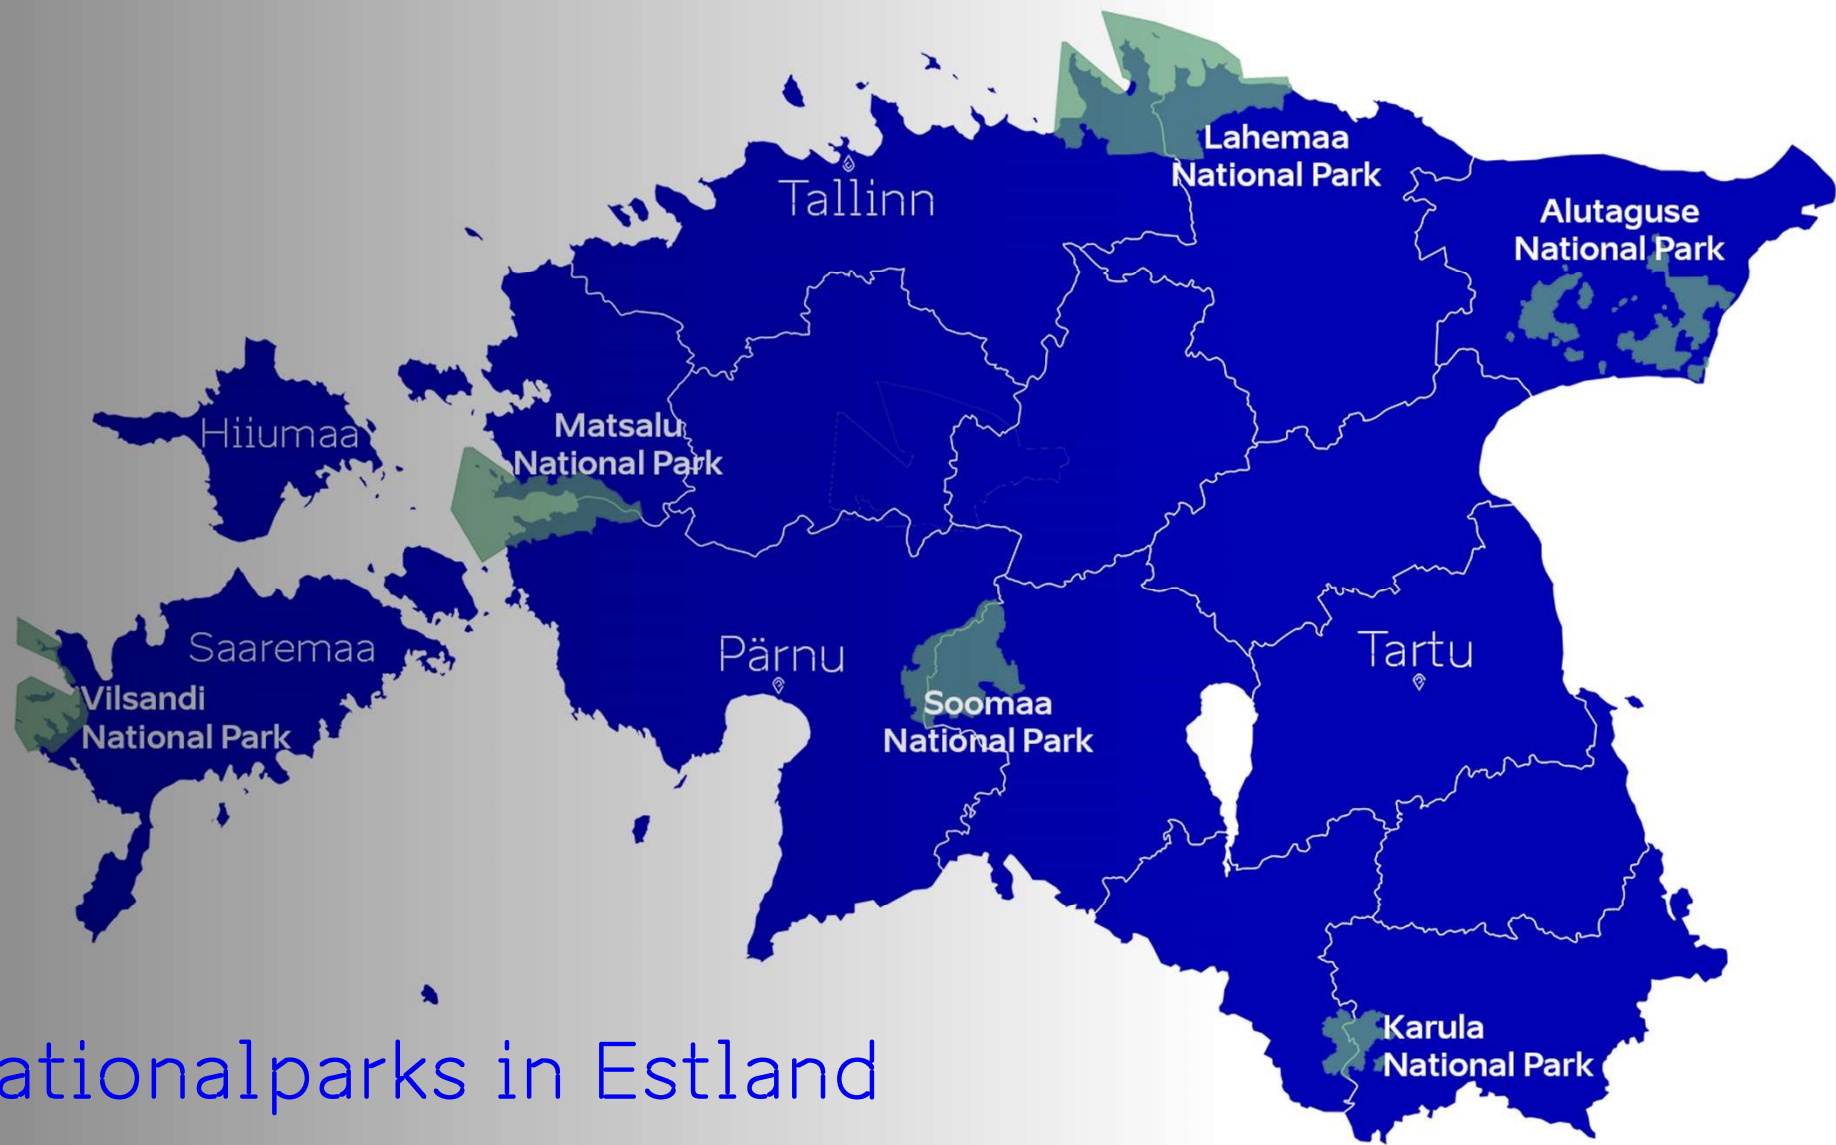 Lahemaa
National Park
Tallinn
Alutaguse
National Park
Hiiumaa
Matsalu
National Park
Saaremaa
Vilsandi
National Park
Pärnu
Soomaa
National Park
Tartu
Karula
National Park
ationalparks in Estland